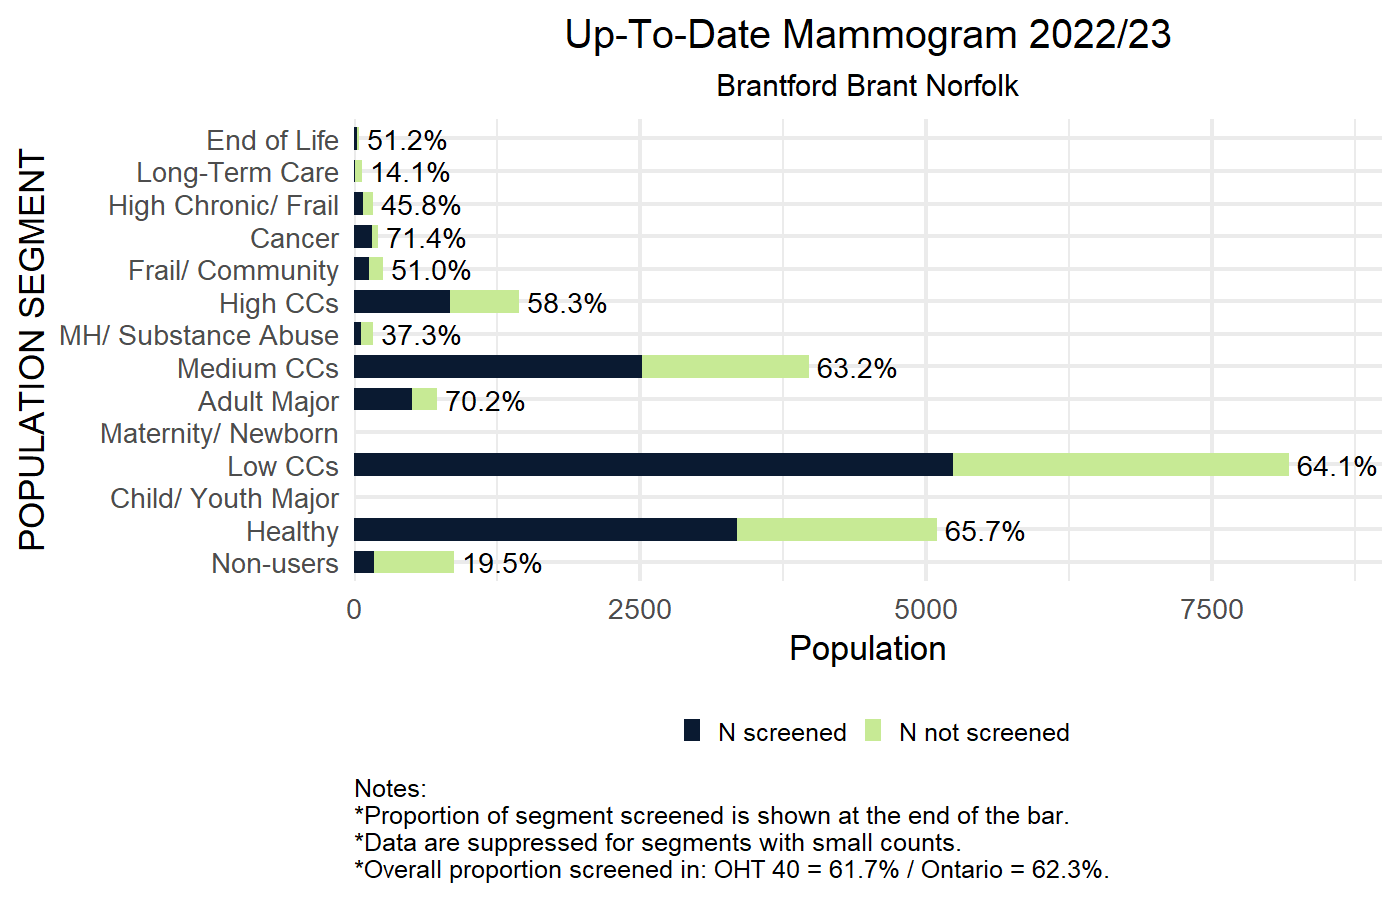 Up-To-Date Mammogram 2022/23
Brantford Brant Norfolk
POPULATION SEGMENT
End of Life 51.2%
Long-Term Care 14.1%
High Chronic/ Frail 45.8%
Cancer 71.4%
Frail/ Community 51.0%
High CCs 58.3%
MH/ Substance Abuse 37.3%
Medium CCs 63.2%
Adult Major 70.2%
Maternity/ Newborn
Low CCs 64.1%
Child/ Youth Major
Healthy 65.7%
Non-users 19.5%
0 2500 5000 7500
Population
N screened N not screened
Notes:
*Proportion of segment screened is shown at the end of the bar.
*Data are suppressed for segments with small counts.
*Overall proportion screened in: OHT 40 = 61.7% / Ontario = 62.3%.